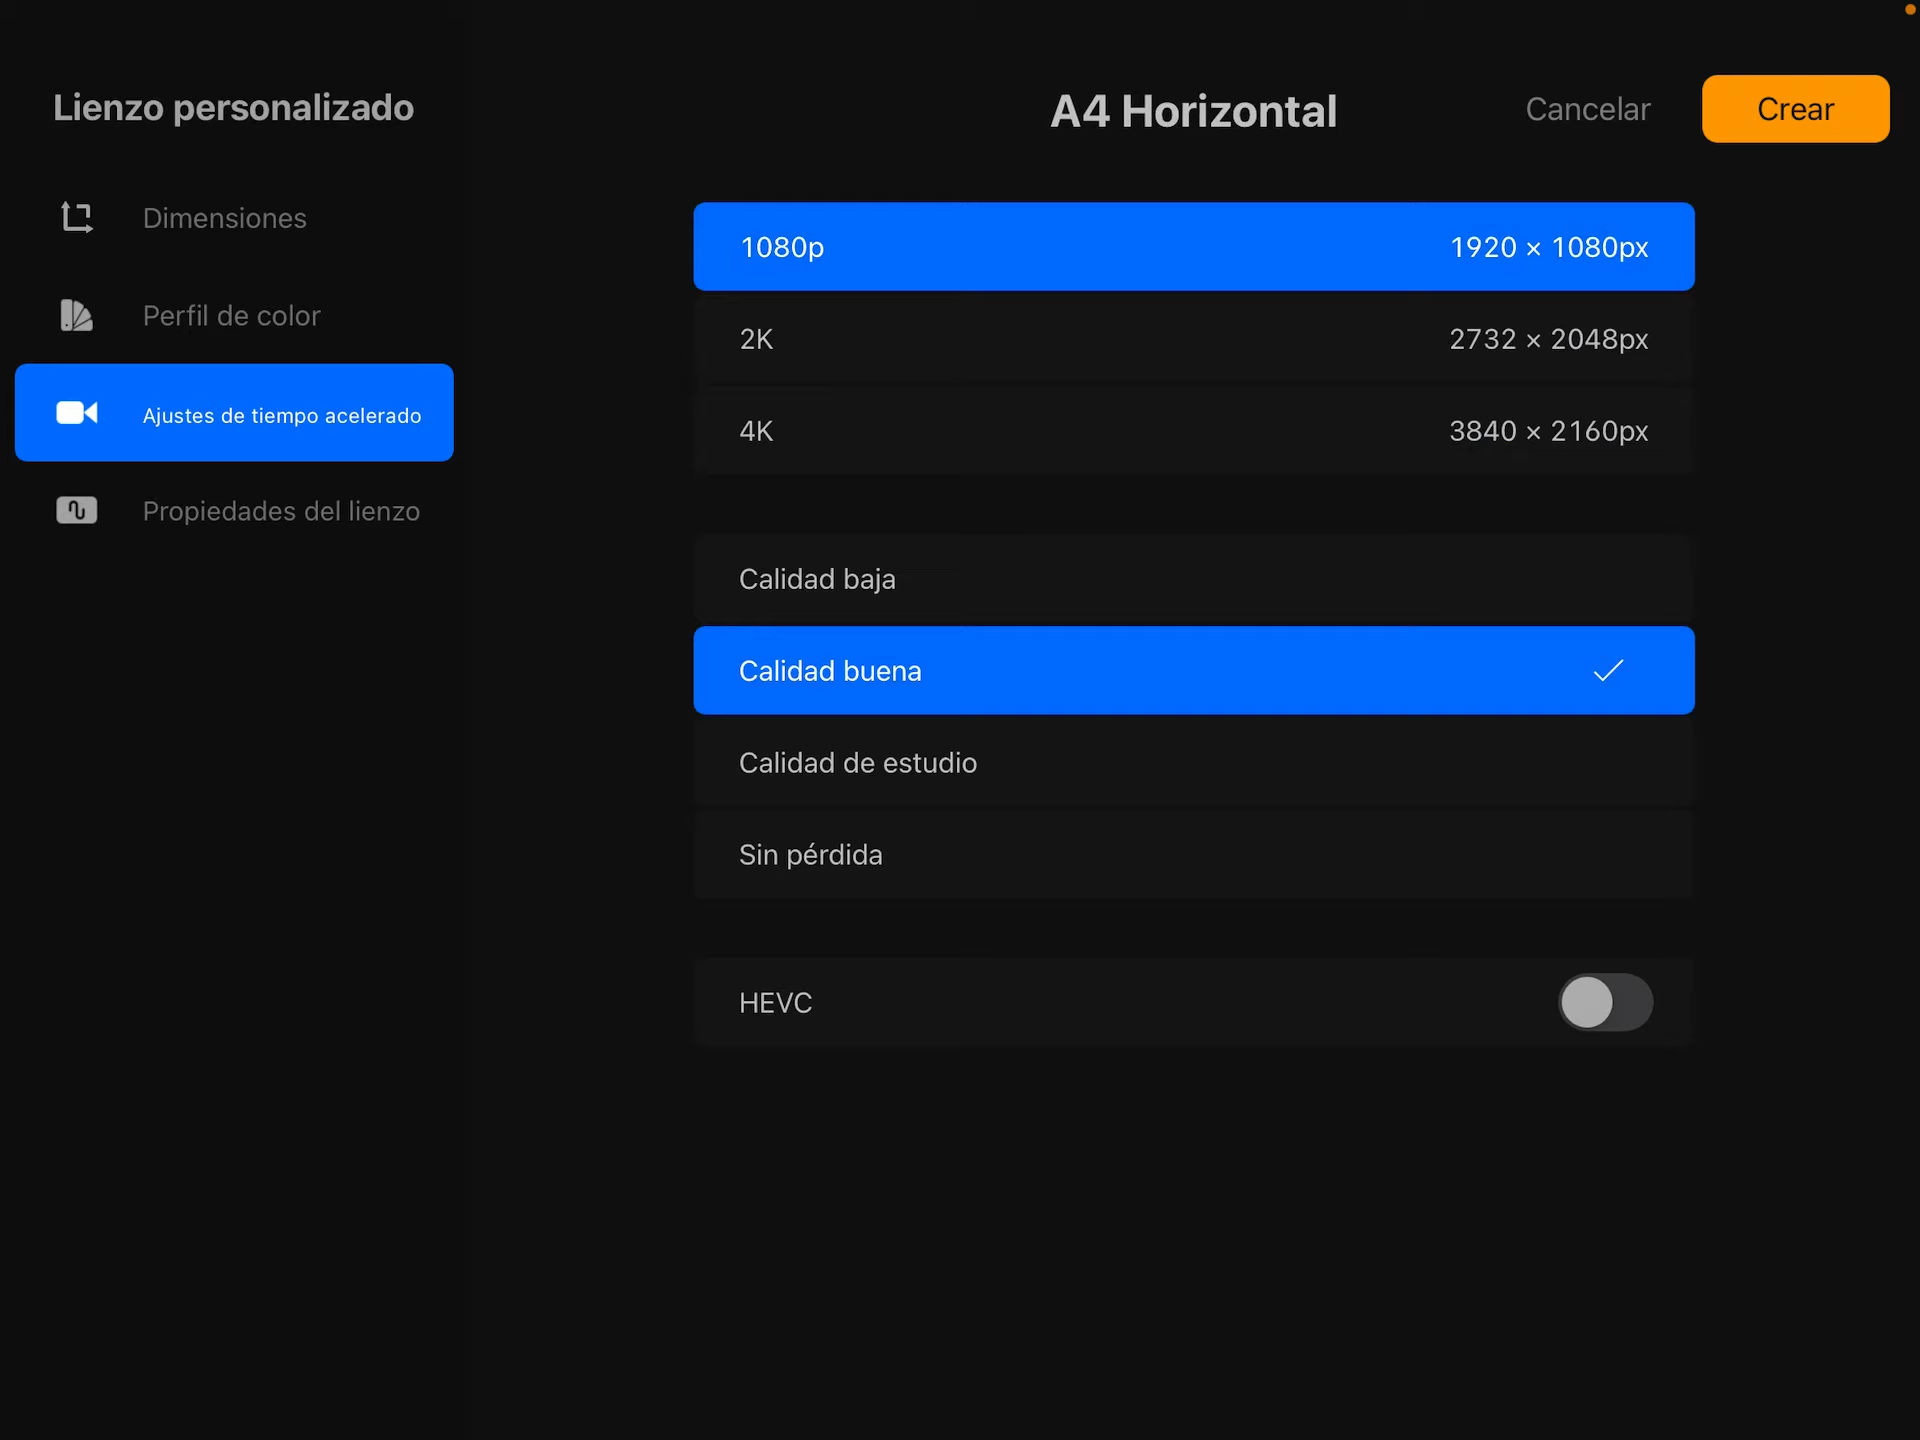 Lienzo personalizado
A4 Horizontal
Cancelar
Crear
Dimensiones
Perfil de color
Ajustes de tiempo acelerado
Propiedades del lienzo
1080p 1920 × 1080px
2K 2732 × 2048px
4K 3840 × 2160px
Calidad baja
Calidad buena
Calidad de estudio
Sin pérdida
HEVC